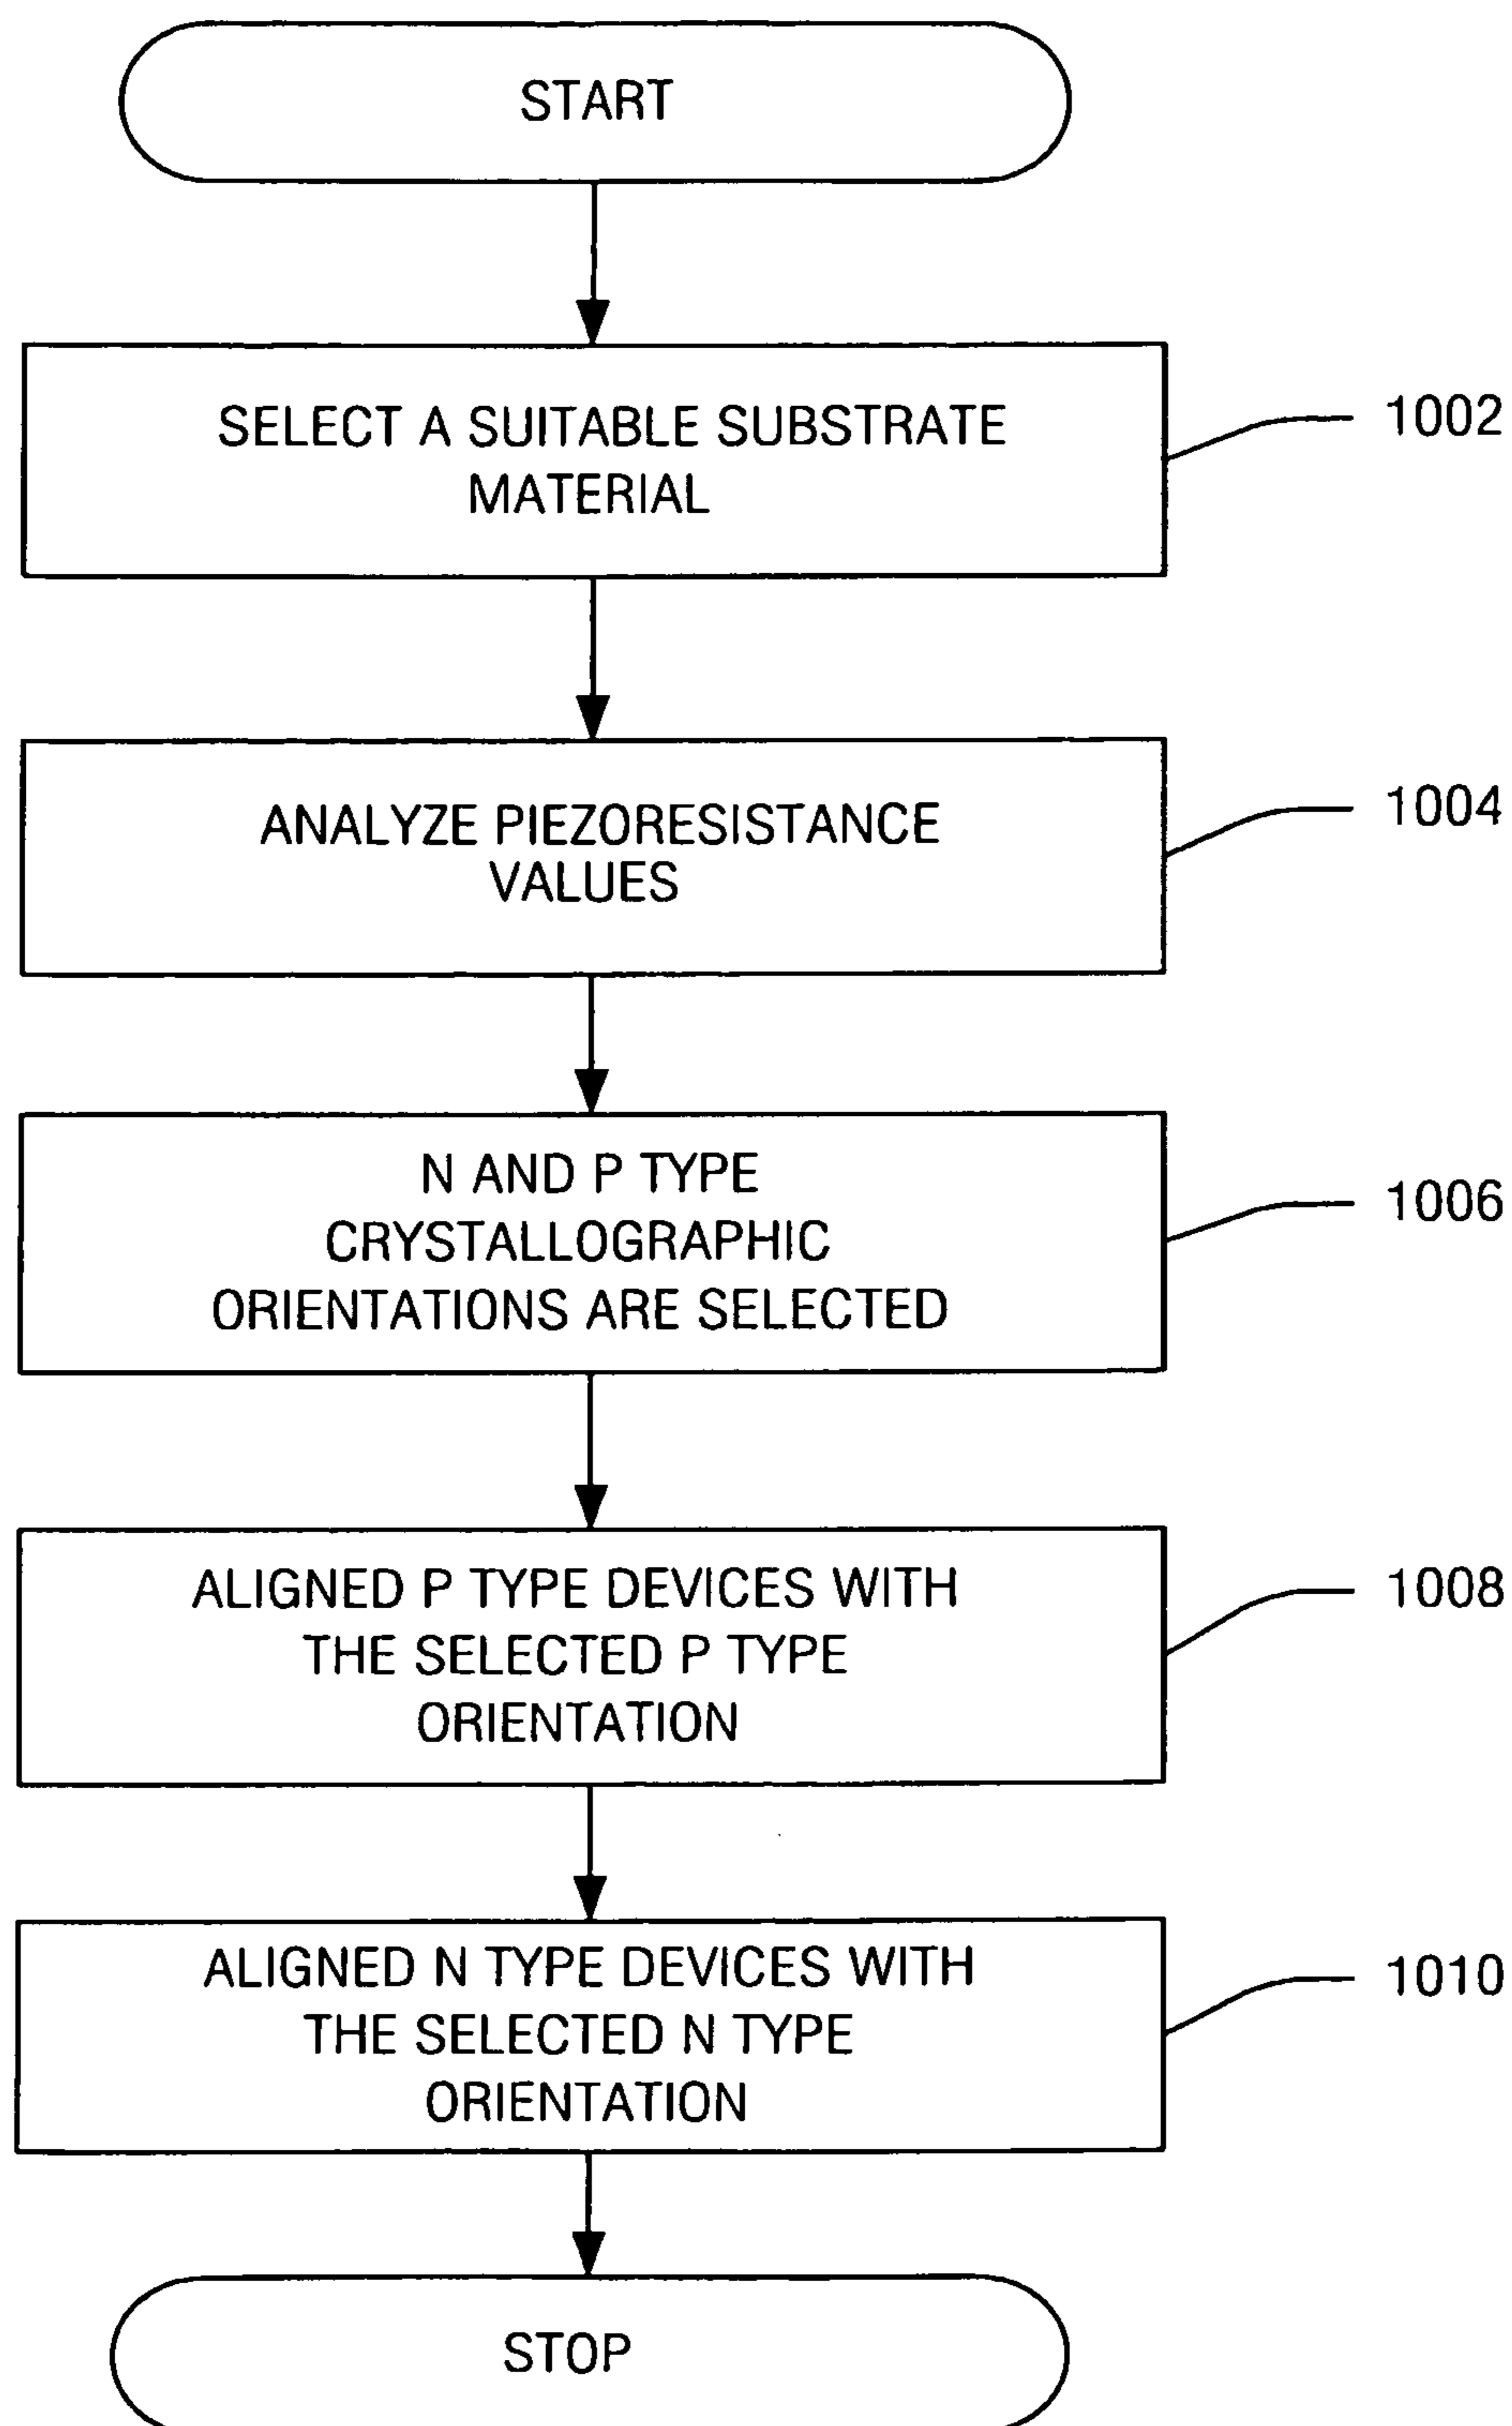 START
SELECT A SUITABLE SUBSTRATE
MATERIAL
1002
ANALYZE PIEZORESISTANCE
VALUES
1004
N AND P TYPE
CRYSTALLOGRAPHIC
ORIENTATIONS ARE SELECTED
1006
ALIGNED P TYPE DEVICES WITH
THE SELECTED P TYPE
ORIENTATION
1008
ALIGNED N TYPE DEVICES WITH
THE SELECTED N TYPE
ORIENTATION
1010
STOP